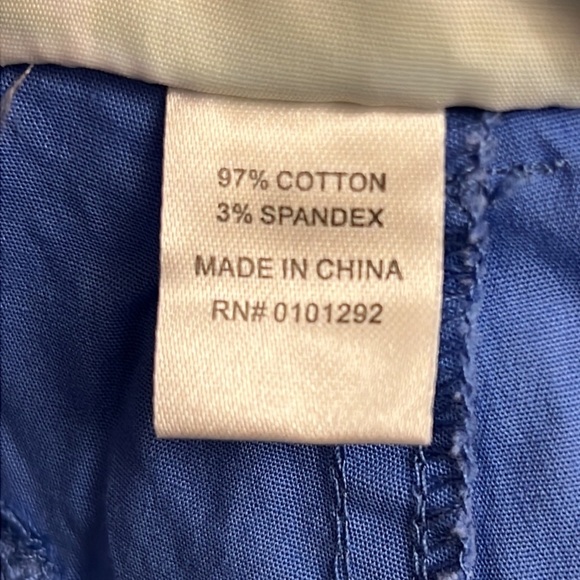 97% COTTON
3% SPANDEX
MADE IN CHINA
RN# 0101292